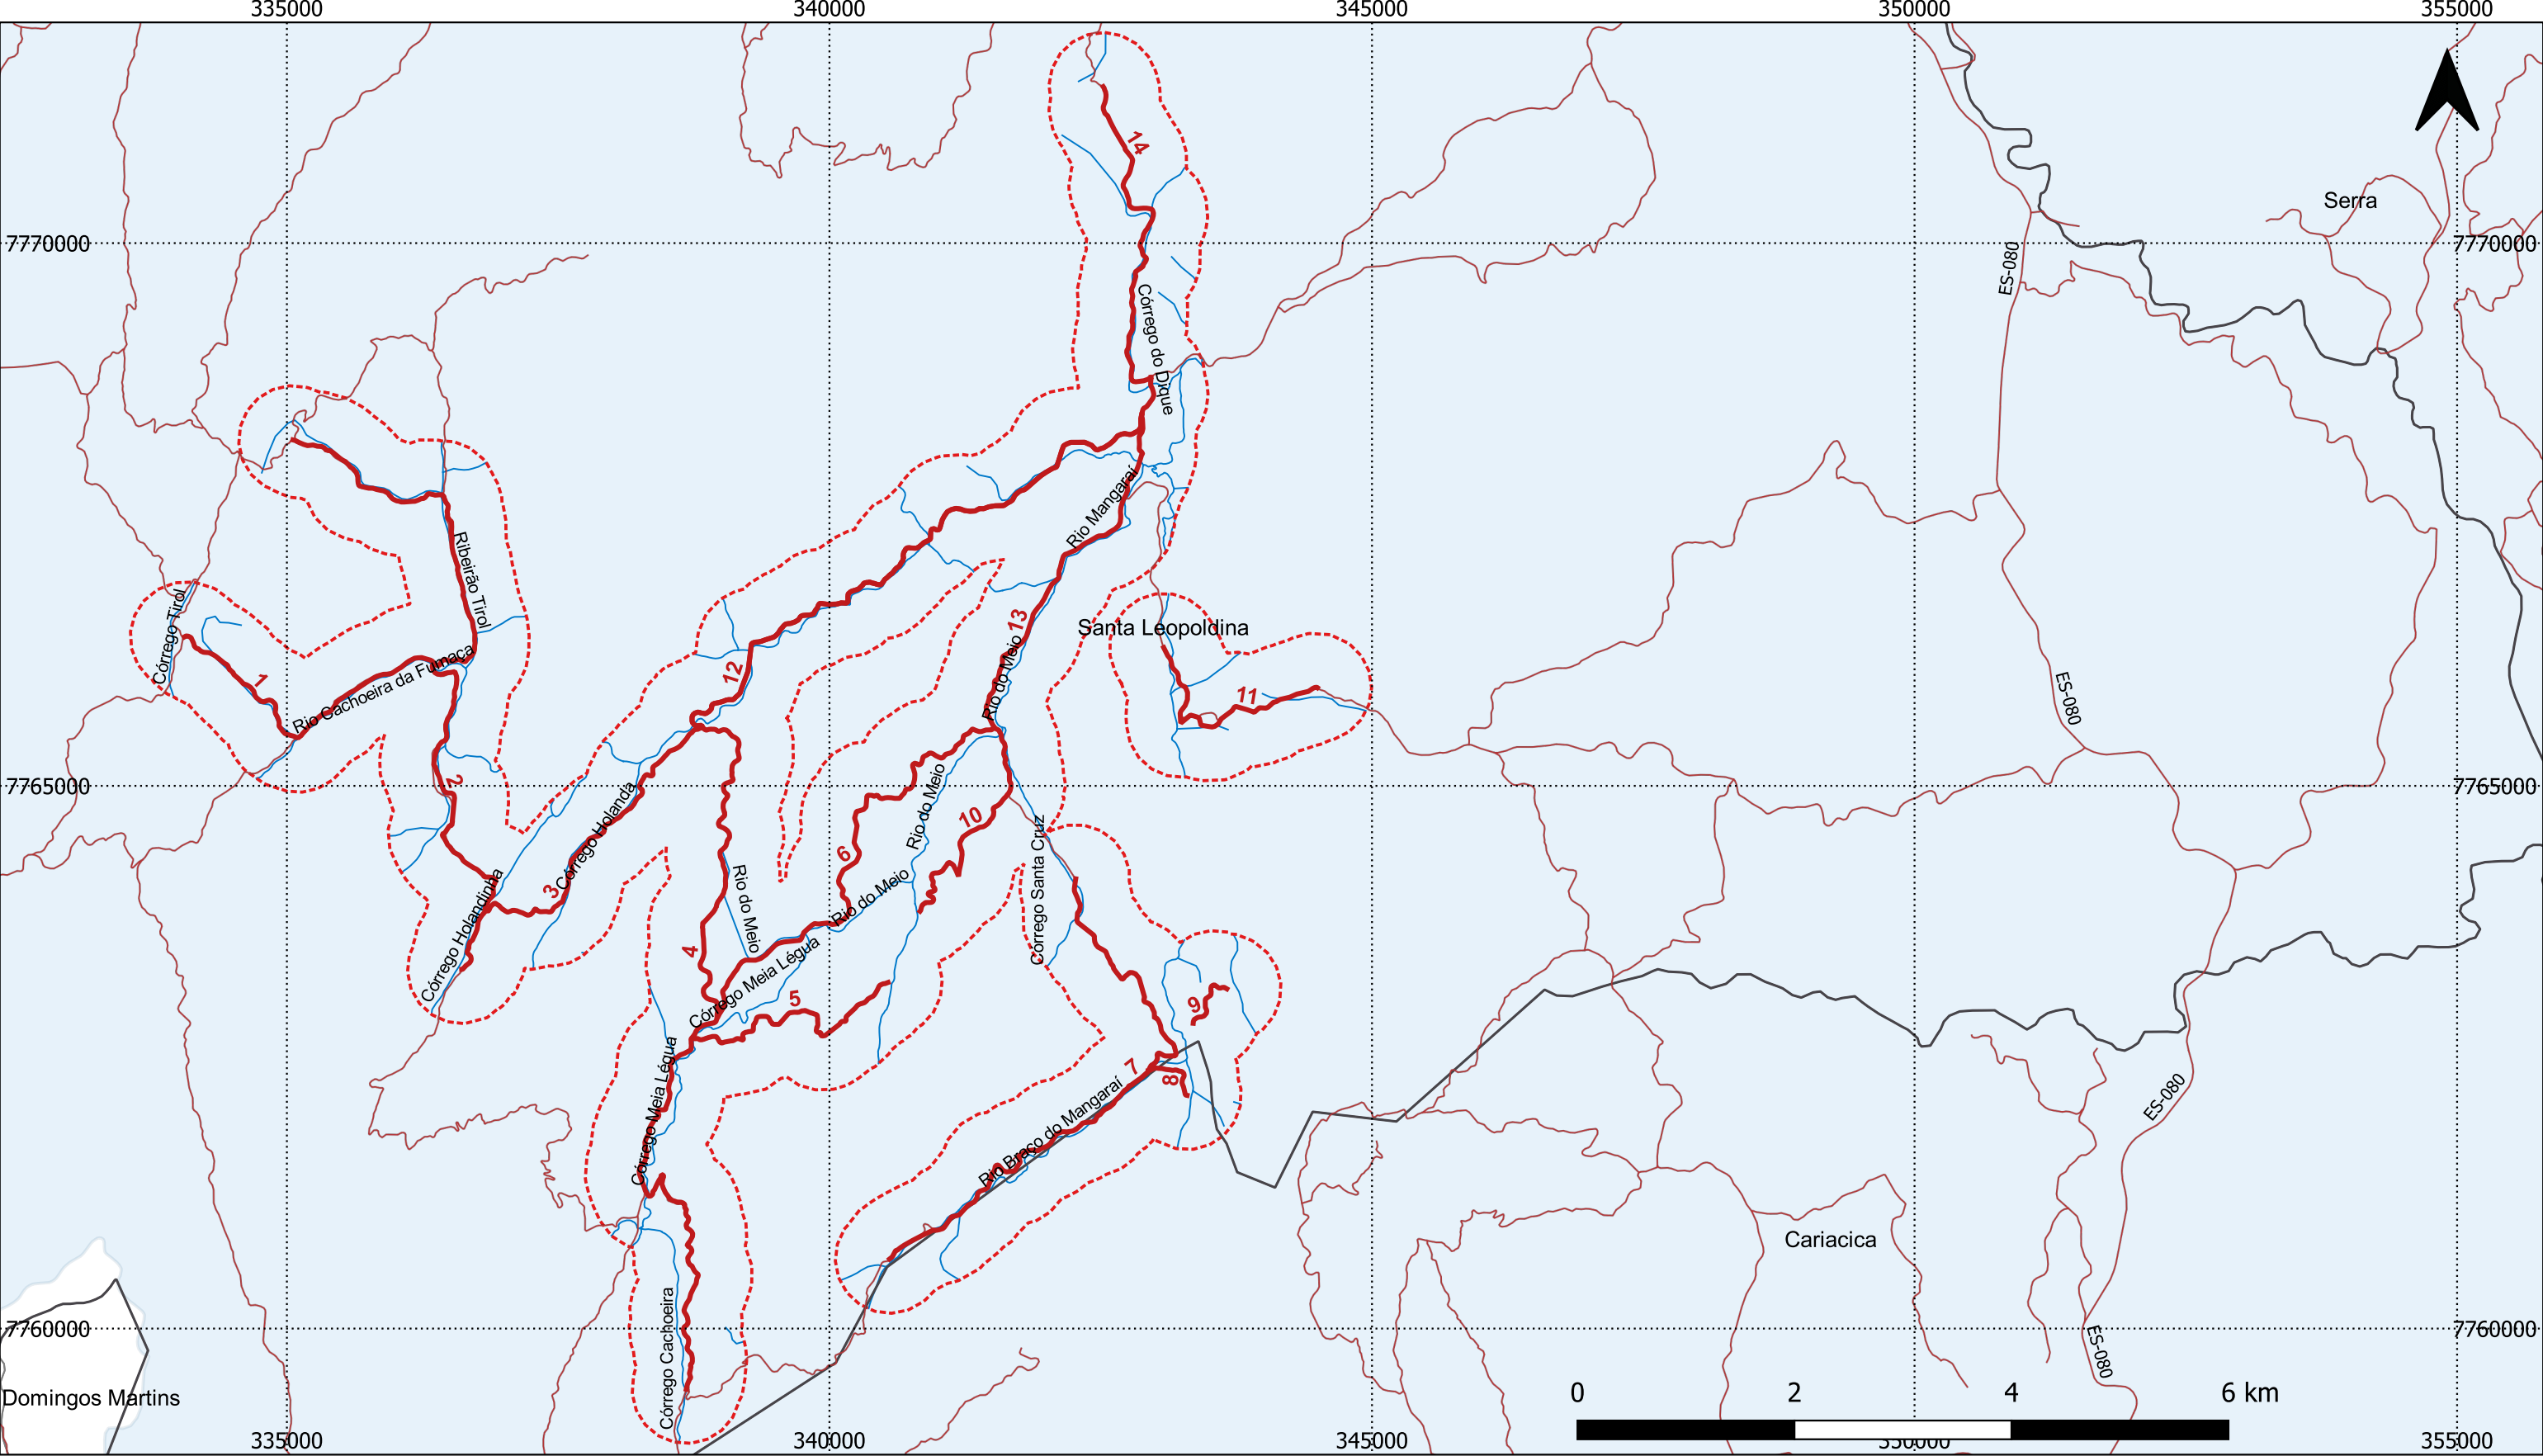 335000
340000
345000
350000
355000
14
Serra
7770000
7770000
ES-080
Córrego do Dique
Rio Mangaraí
Ribeirão Tirol
Córrego Tirol
13
Santa Leopoldina
1
Rio Cachoeira da Fumaça
12
Rio do Meio
11
ES-080
2
7765000
7765000
Córrego Holanda
Rio do Meio
10
6
3
Córrego Holandinha
Rio do Meio
Rio do Meio
Córrego Santa Cruz
4
Córrego Meia Légua
5
9
7
8
Córrego Meia Légua
Rio Braço do Mangaraí
ES-080
Cariacica
Córrego Cachoeira
7760000
7760000
ES-080
Domingos Martins
0
2
4
6 km
335000
340000
345000
350000
355000